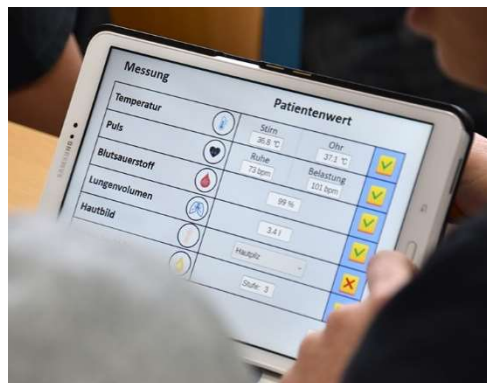 Messung
Patientenwert
Temperatur
Stirn
Ohr
36.8 °C
37.1 °C
Puls
Ruhe
Belastung
73 bpm
101 bpm
Blutsauerstoff
99 %
Lungenvolumen
3.4 l
Hautbild
Hautpilz
Stufe: 3
SAMSUNG